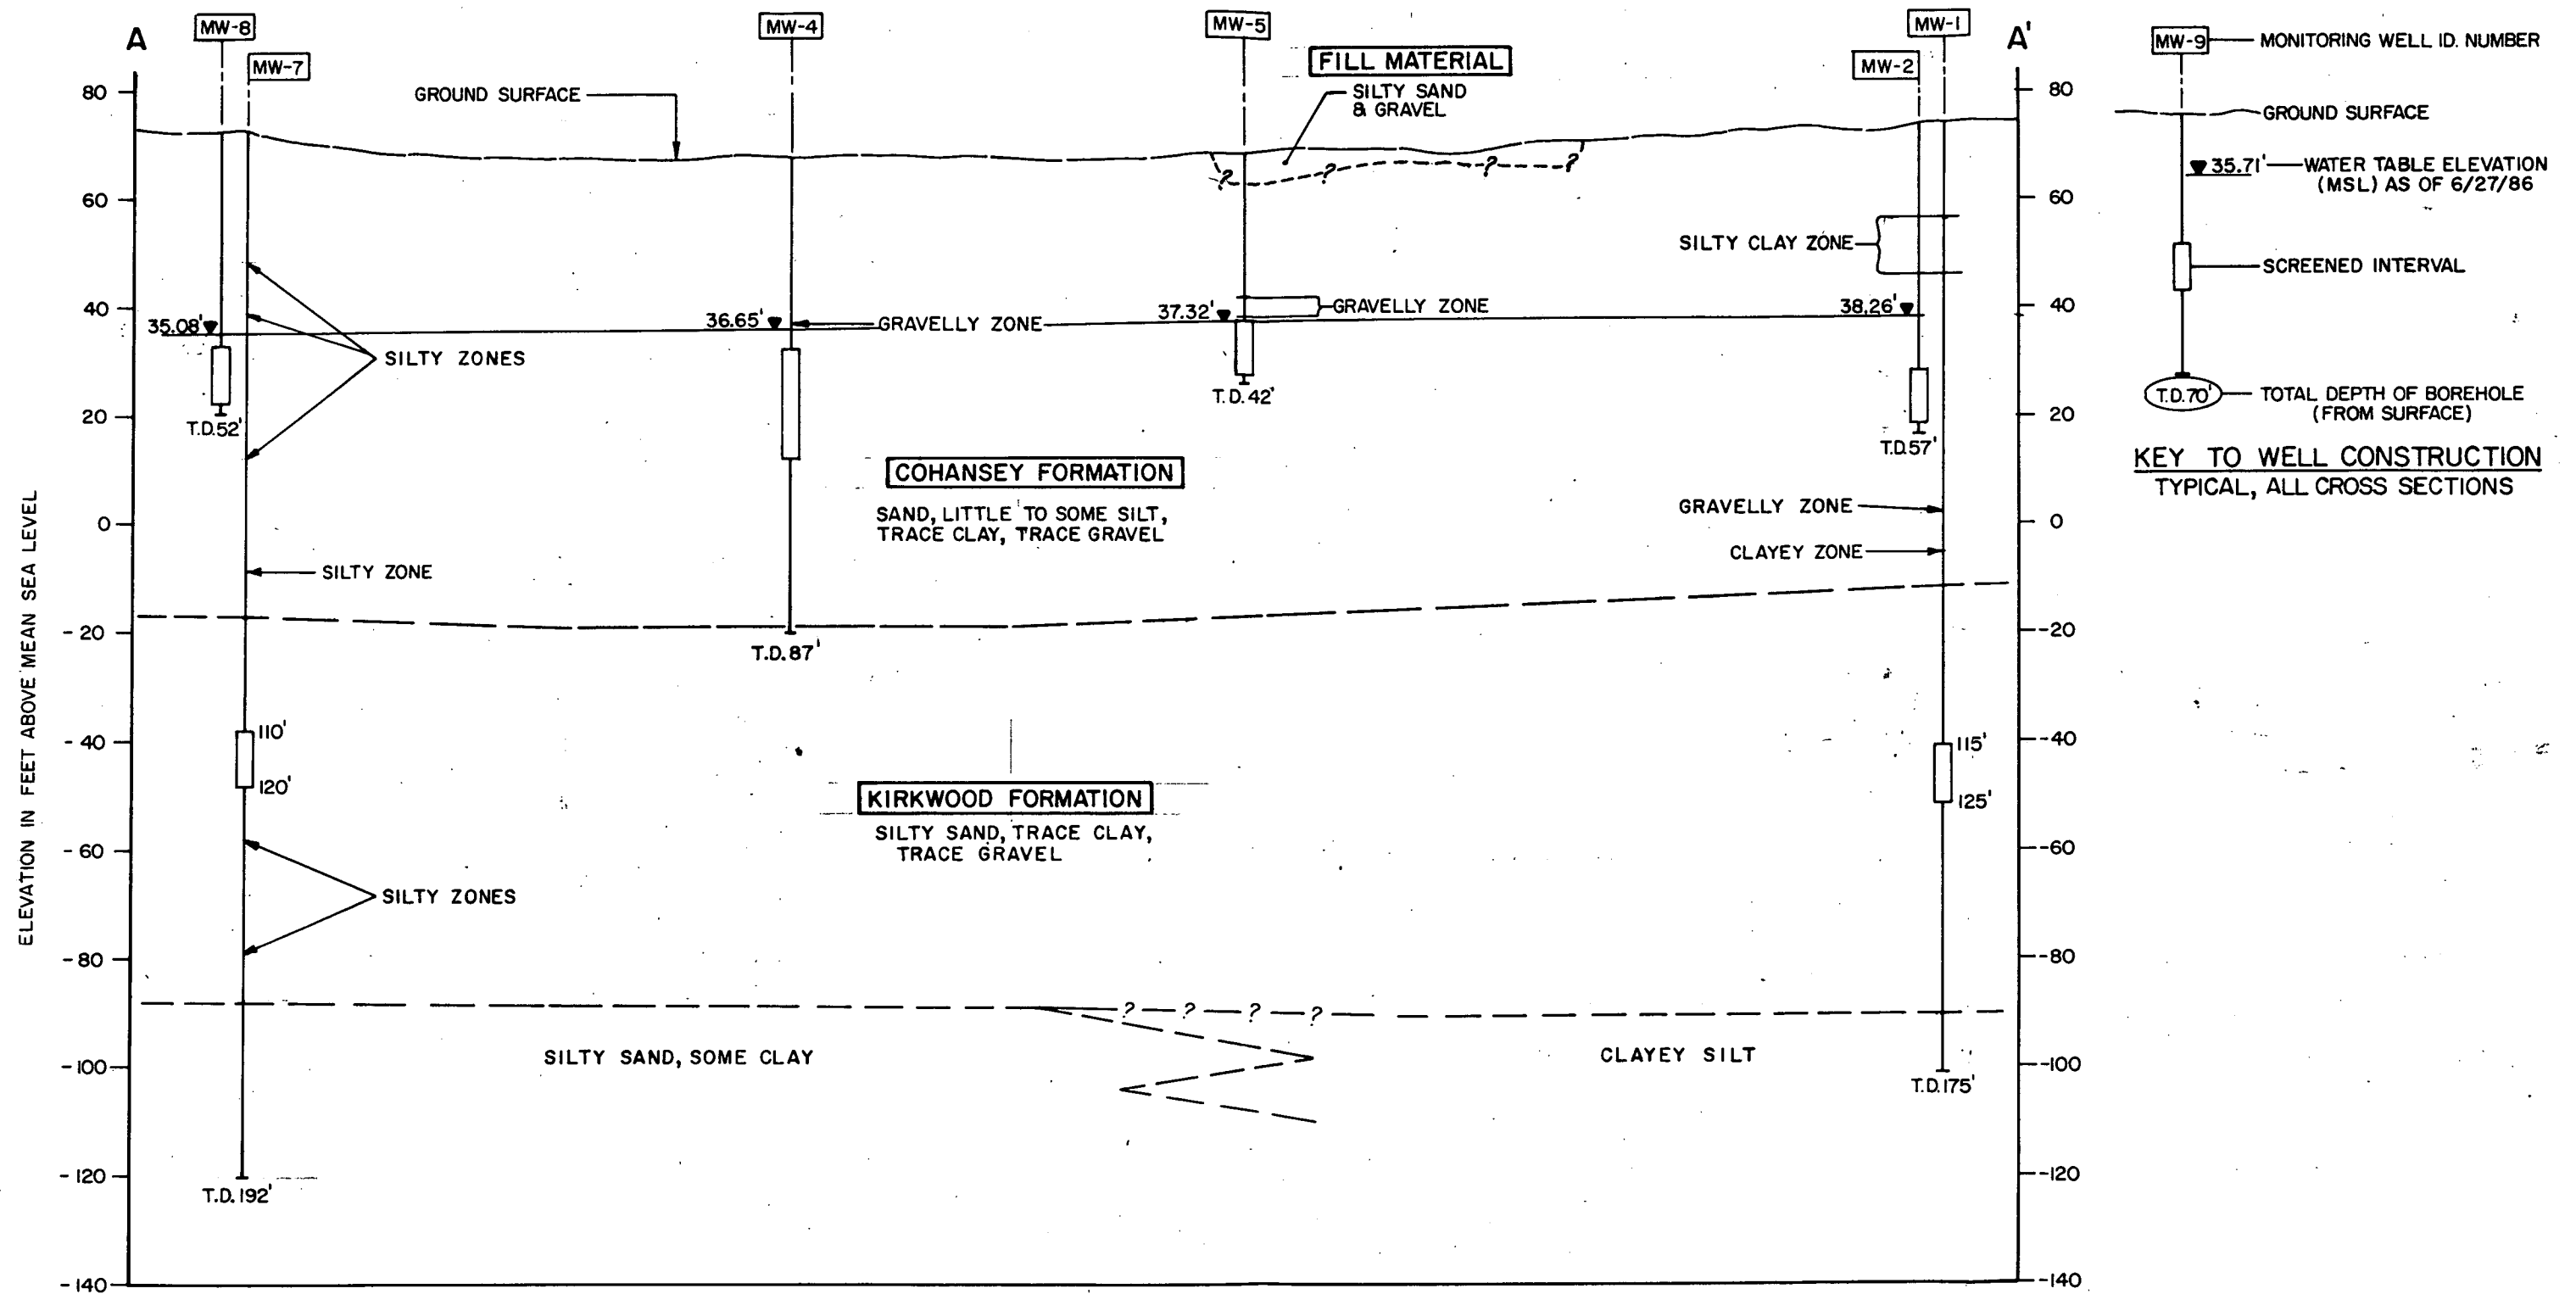 A
MW-8
MW-7
MW-4
MW-5
MW-1
MW-2
A'
GROUND SURFACE
FILL MATERIAL
SILTY SAND
& GRAVEL
?
?
?
?
80
60
40
20
0
-20
-40
-60
-80
-100
-120
-140
ELEVATION IN FEET ABOVE MEAN SEA LEVEL
80
60
40
20
0
-20
-40
-60
-80
-100
-120
-140
SILTY CLAY ZONE
35.08'
36.65'
GRAVELLY ZONE
37.32'
GRAVELLY ZONE
38.26'
SILTY ZONES
T.D.52'
T.D.42'
T.D.57'
COHANSEY FORMATION
SAND, LITTLE TO SOME SILT,
TRACE CLAY, TRACE GRAVEL
GRAVELLY ZONE
CLAYEY ZONE
SILTY ZONE
T.D.87'
110'
120'
115'
125'
KIRKWOOD FORMATION
SILTY SAND, TRACE CLAY,
TRACE GRAVEL
SILTY ZONES
?
?
?
?
SILTY SAND, SOME CLAY
CLAYEY SILT
T.D.175'
T.D.192'
MW-9
MONITORING WELL ID. NUMBER
GROUND SURFACE
35.71'
WATER TABLE ELEVATION
(MSL) AS OF 6/27/86
SCREENED INTERVAL
T.D.70'
TOTAL DEPTH OF BOREHOLE
(FROM SURFACE)
KEY TO WELL CONSTRUCTION
TYPICAL, ALL CROSS SECTIONS